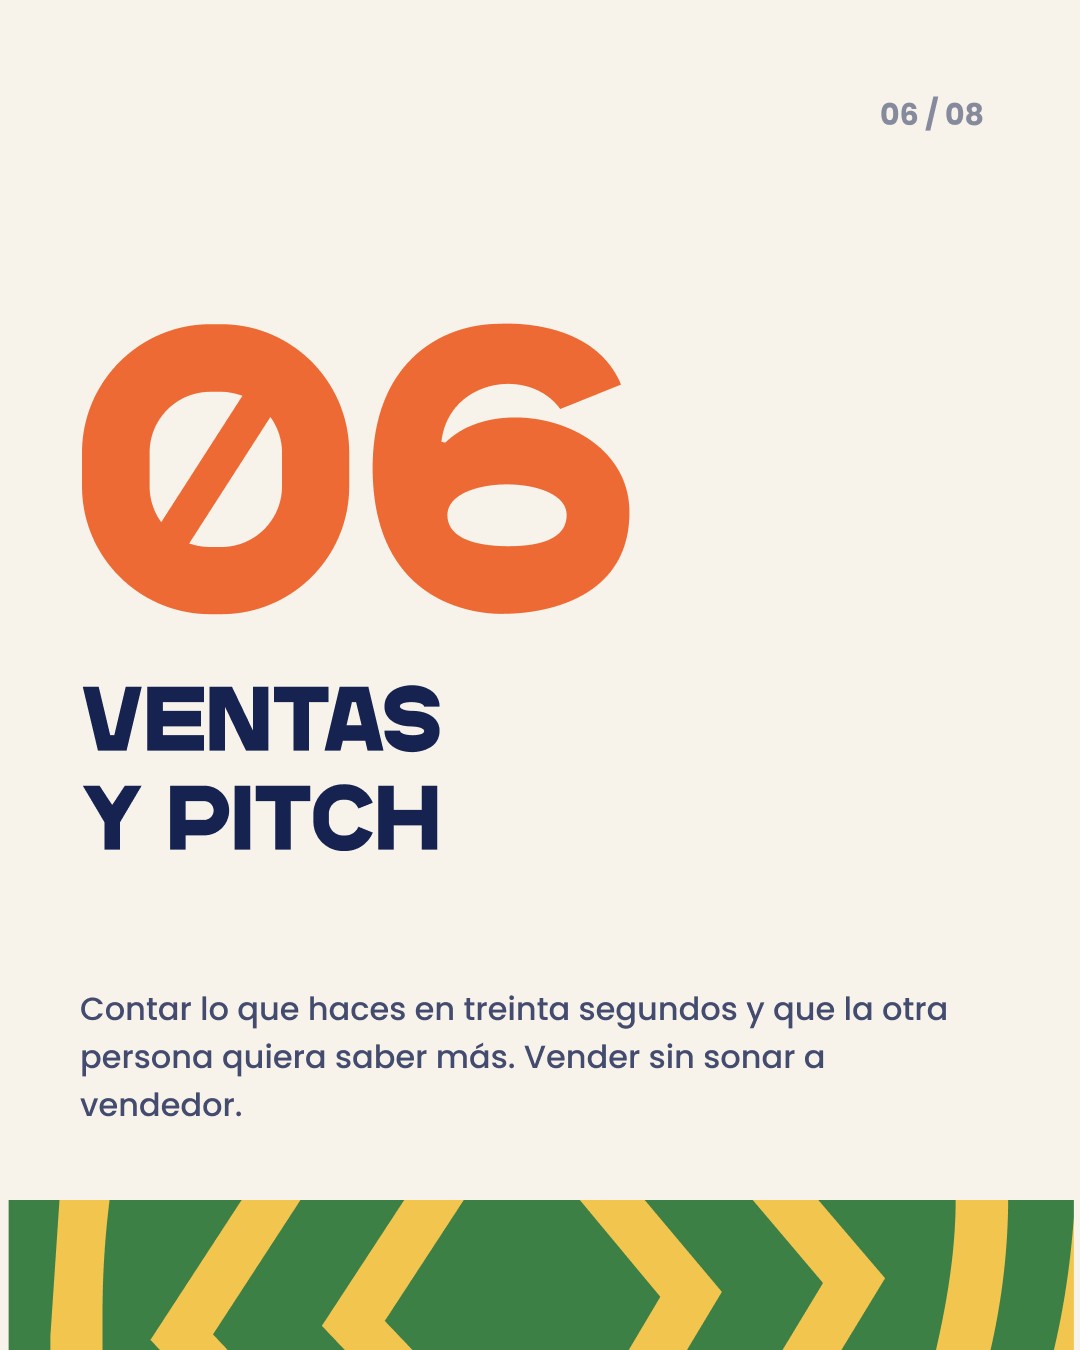 06 / 08
06
VENTAS
Y PITCH
Contar lo que haces en treinta segundos y que la otra
persona quiera saber más. Vender sin sonar a
vendedor.